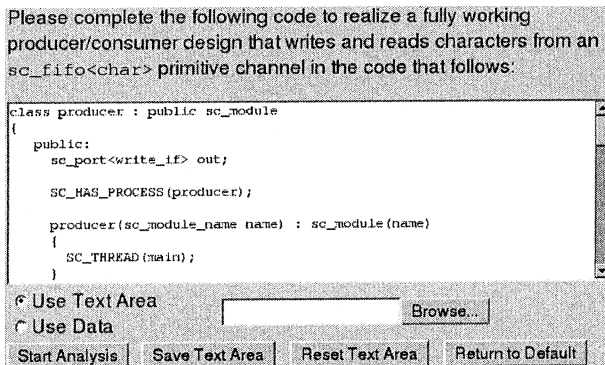 Please complete the following code to realize a fully working
producer/consumer design that writes and reads characters from an
sc_fifo<char> primitive channel in the code that follows:
class producer : public sc_module
{
public:
sc_port<write_if> out;
SC_HAS_PROCESS(producer);
producer(sc_module_name name) : sc_module(name)
{
SC_THREAD(main);
}
Use Text Area
Browse...
Use Data
Start Analysis Save Text Area Reset Text Area Return to Default